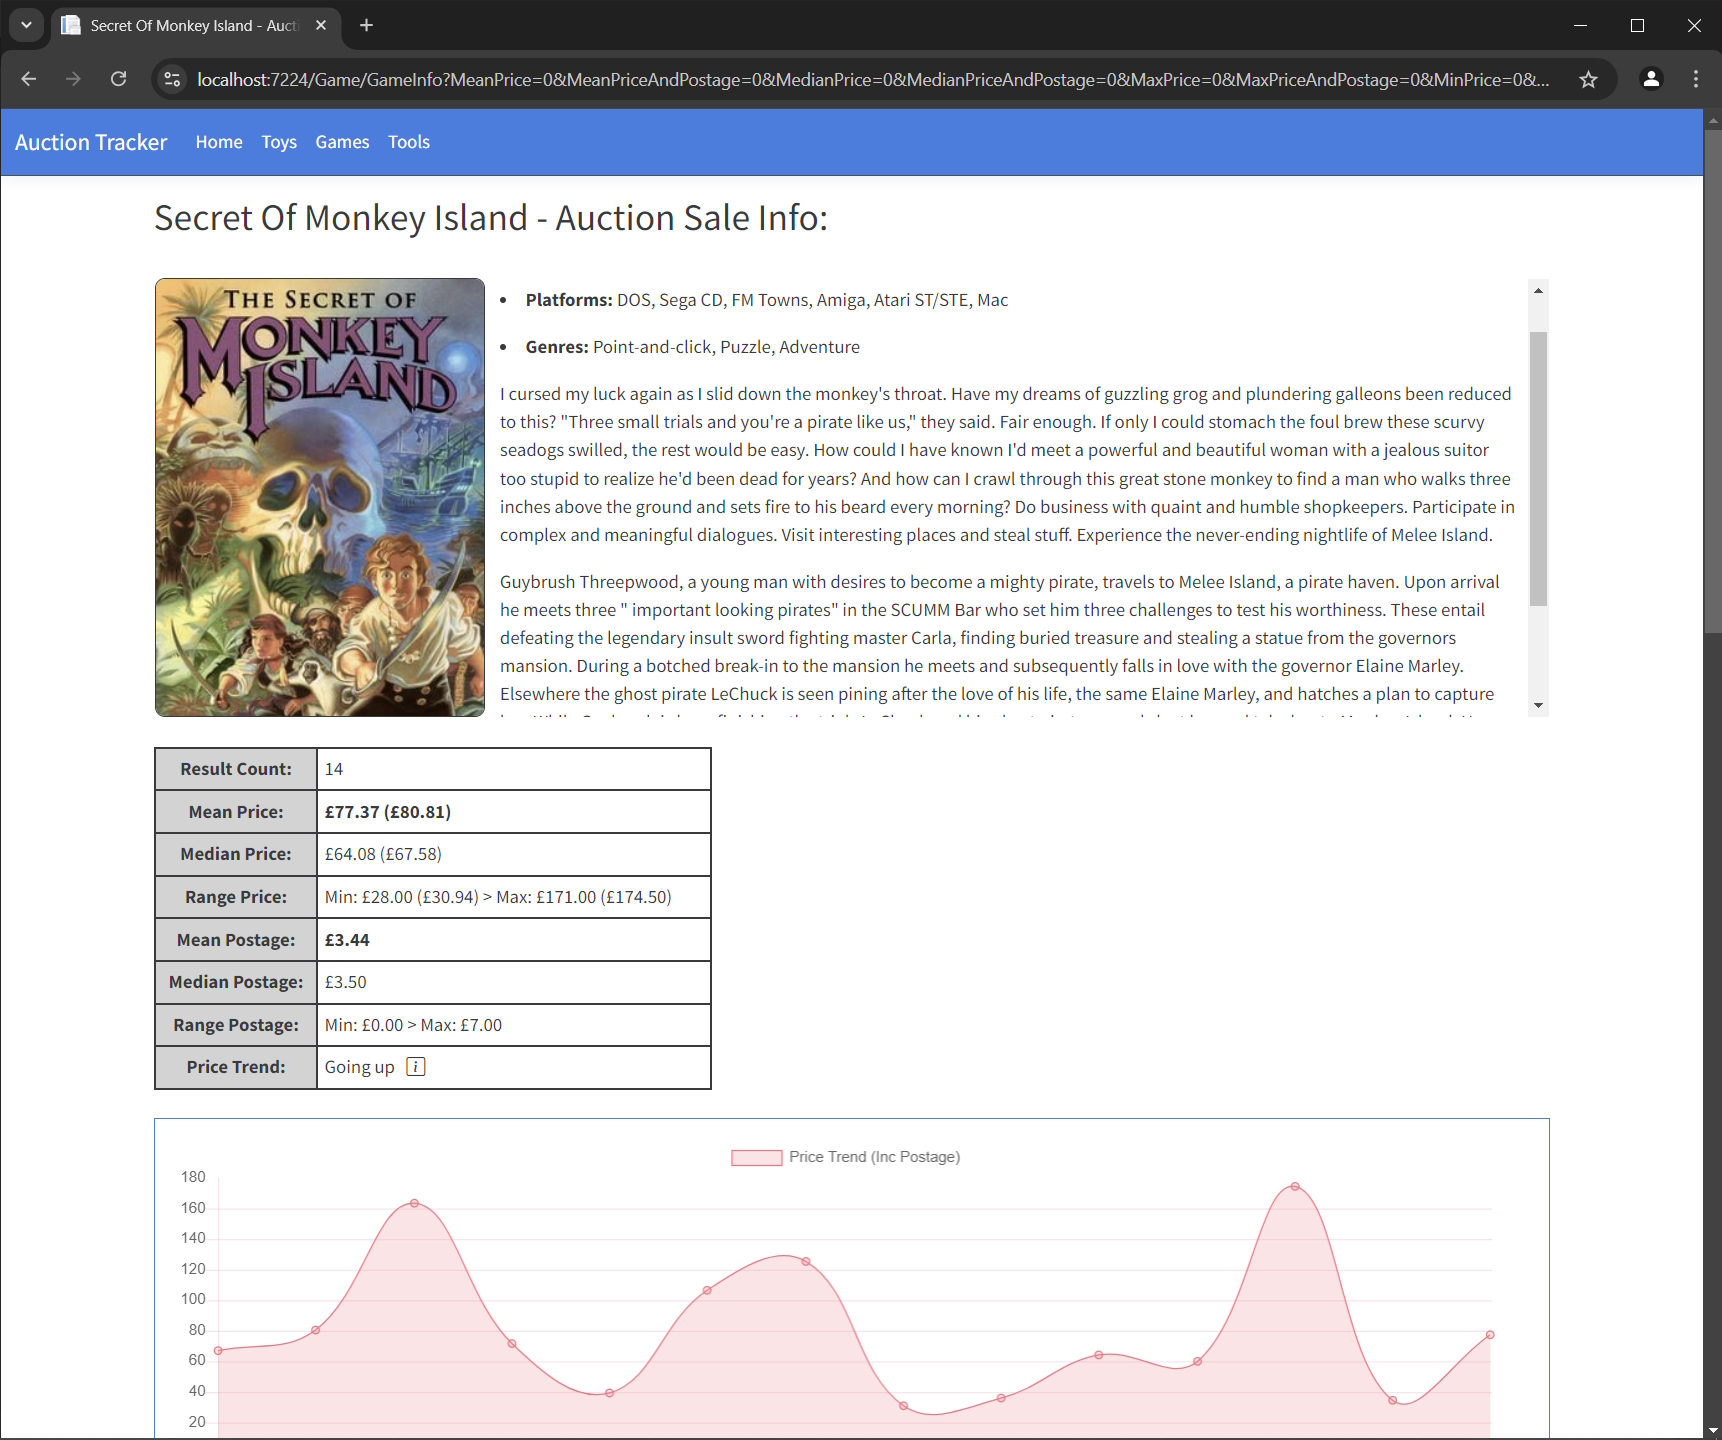 Secret Of Monkey Island - Aucti
localhost:7224/Game/GameInfo?MeanPrice=0&MeanPriceAndPostage=0&MedianPrice=0&MedianPriceAndPostage=0&MaxPrice=0&MaxPriceAndPostage=0&MinPrice=0&...
Auction Tracker Home Toys Games Tools
Secret Of Monkey Island - Auction Sale Info:
THE SECRET OF
MONKEY
ISLAND
• Platforms: DOS, Sega CD, FM Towns, Amiga, Atari ST/STE, Mac
• Genres: Point-and-click, Puzzle, Adventure
I cursed my luck again as I slid down the monkey's throat. Have my dreams of guzzling grog and plundering galleons been reduced
to this? "Three small trials and you're a pirate like us," they said. Fair enough. If only I could stomach the foul brew these scurvy
seadogs swilled, the rest would be easy. How could I have known I'd meet a powerful and beautiful woman with a jealous suitor
too stupid to realize he'd been dead for years? And how can I crawl through this great stone monkey to find a man who walks three
inches above the ground and sets fire to his beard every morning? Do business with quaint and humble shopkeepers. Participate in
complex and meaningful dialogues. Visit interesting places and steal stuff. Experience the never-ending nightlife of Melee Island.
Guybrush Threepwood, a young man with desires to become a mighty pirate, travels to Melee Island, a pirate haven. Upon arrival
he meets three " important looking pirates" in the SCUMM Bar who set him three challenges to test his worthiness. These entail
defeating the legendary insult sword fighting master Carla, finding buried treasure and stealing a statue from the governors
mansion. During a botched break-in to the mansion he meets and subsequently falls in love with the governor Elaine Marley.
Elsewhere the ghost pirate LeChuck is seen pining after the love of his life, the same Elaine Marley, and hatches a plan to capture
Result Count: 14
Mean Price: £77.37 (£80.81)
Median Price: £64.08 (£67.58)
Range Price: Min: £28.00 (£30.94) > Max: £171.00 (£174.50)
Mean Postage: £3.44
Median Postage: £3.50
Range Postage: Min: £0.00 > Max: £7.00
Price Trend: Going up i
Price Trend (Inc Postage)
180
160
140
120
100
80
60
40
20